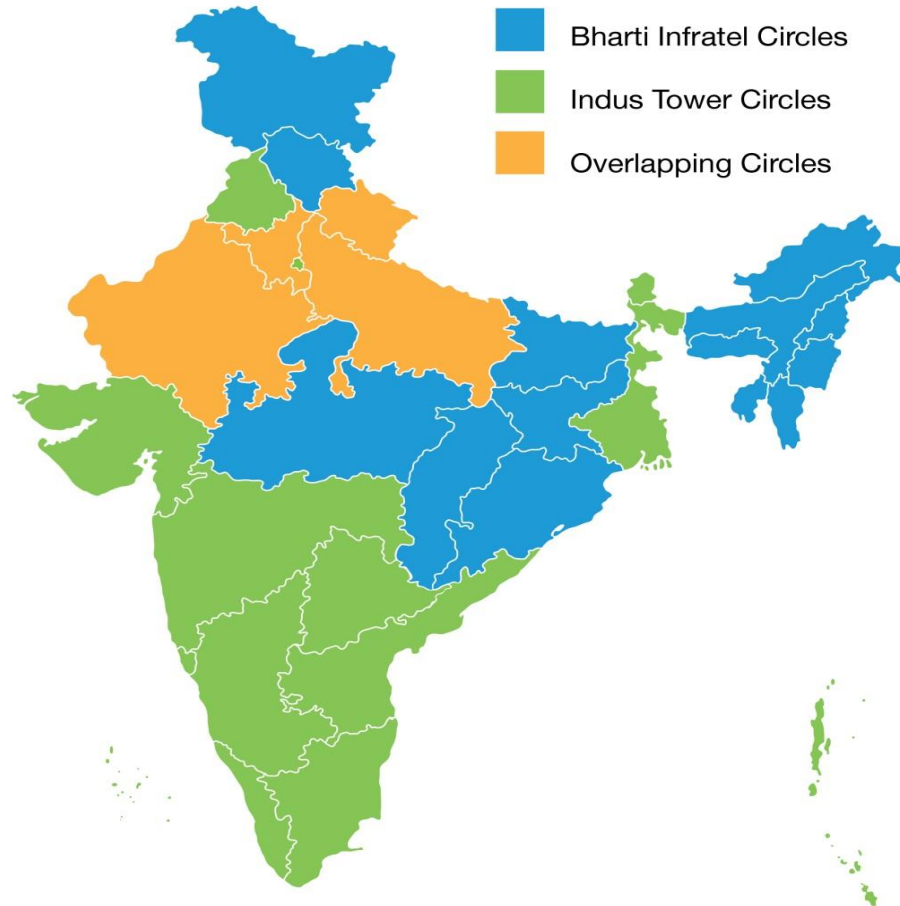 Bharti Infratel Circles
Indus Tower Circles
Overlapping Circles